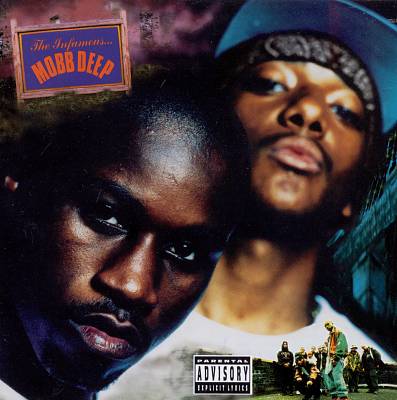 The Infamous...
MOBB DEEP
PARENTAL
ADVISORY
EXPLICIT LYRICS